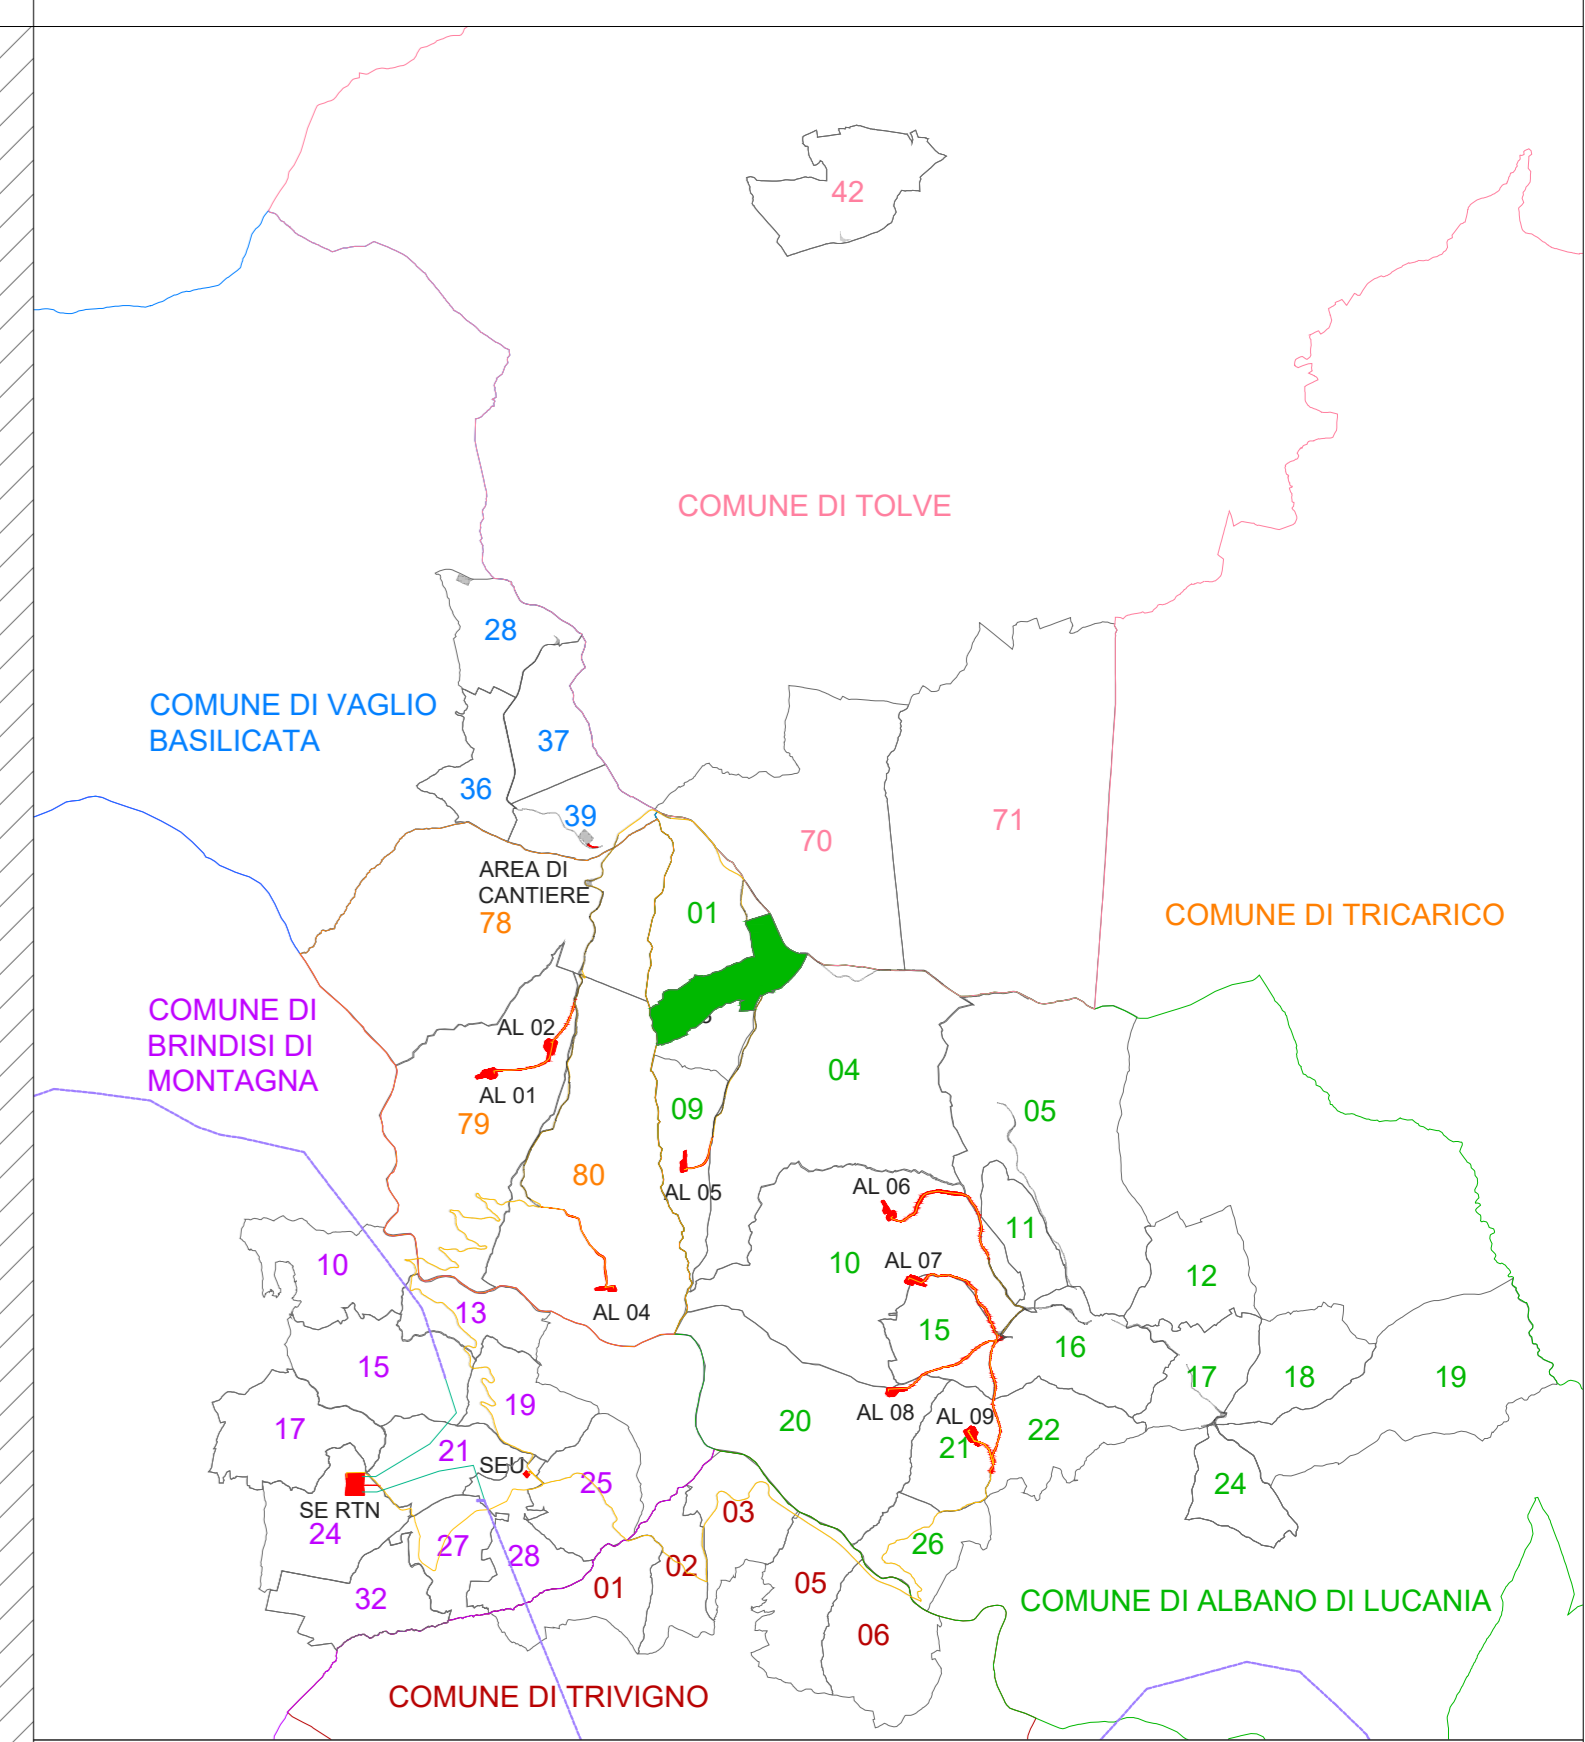 42
COMUNE DI TOLVE
28
COMUNE DI VAGLIO
BASILICATA
37
36
39
70
71
AREA DI
CANTIERE
78
01
COMUNE DI TRICARICO
COMUNE DI
BRINDISI DI
MONTAGNA
AL 02
AL 01
79
04
09
05
80
AL 05
AL 06
11
10
10
AL 07
12
13
AL 04
15
16
15
17
18
19
19
20
AL 08
AL 09
17
21
21
22
SEU
25
24
SE RTN
24
03
27
28
26
02
01
05
32
06
COMUNE DI ALBANO DI LUCANIA
COMUNE DI TRIVIGNO